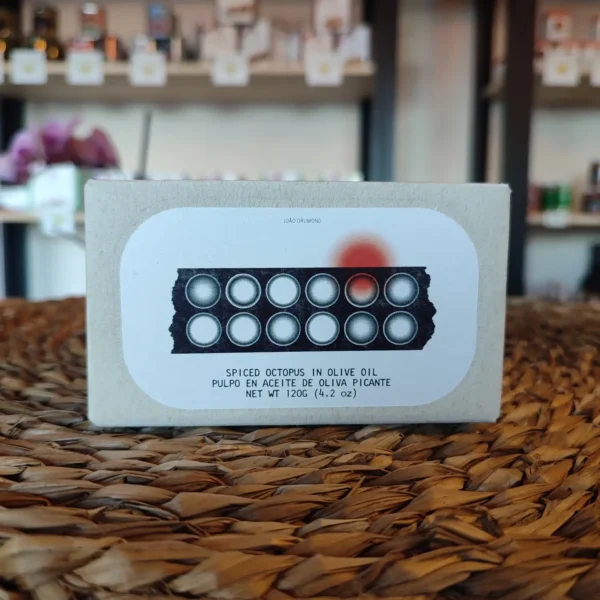 JOÃO DRUMOND
SPICED OCTOPUS IN OLIVE OIL
PULPO EN ACEITE DE OLIVA PICANTE
NET WT 120G (4.2 oz)